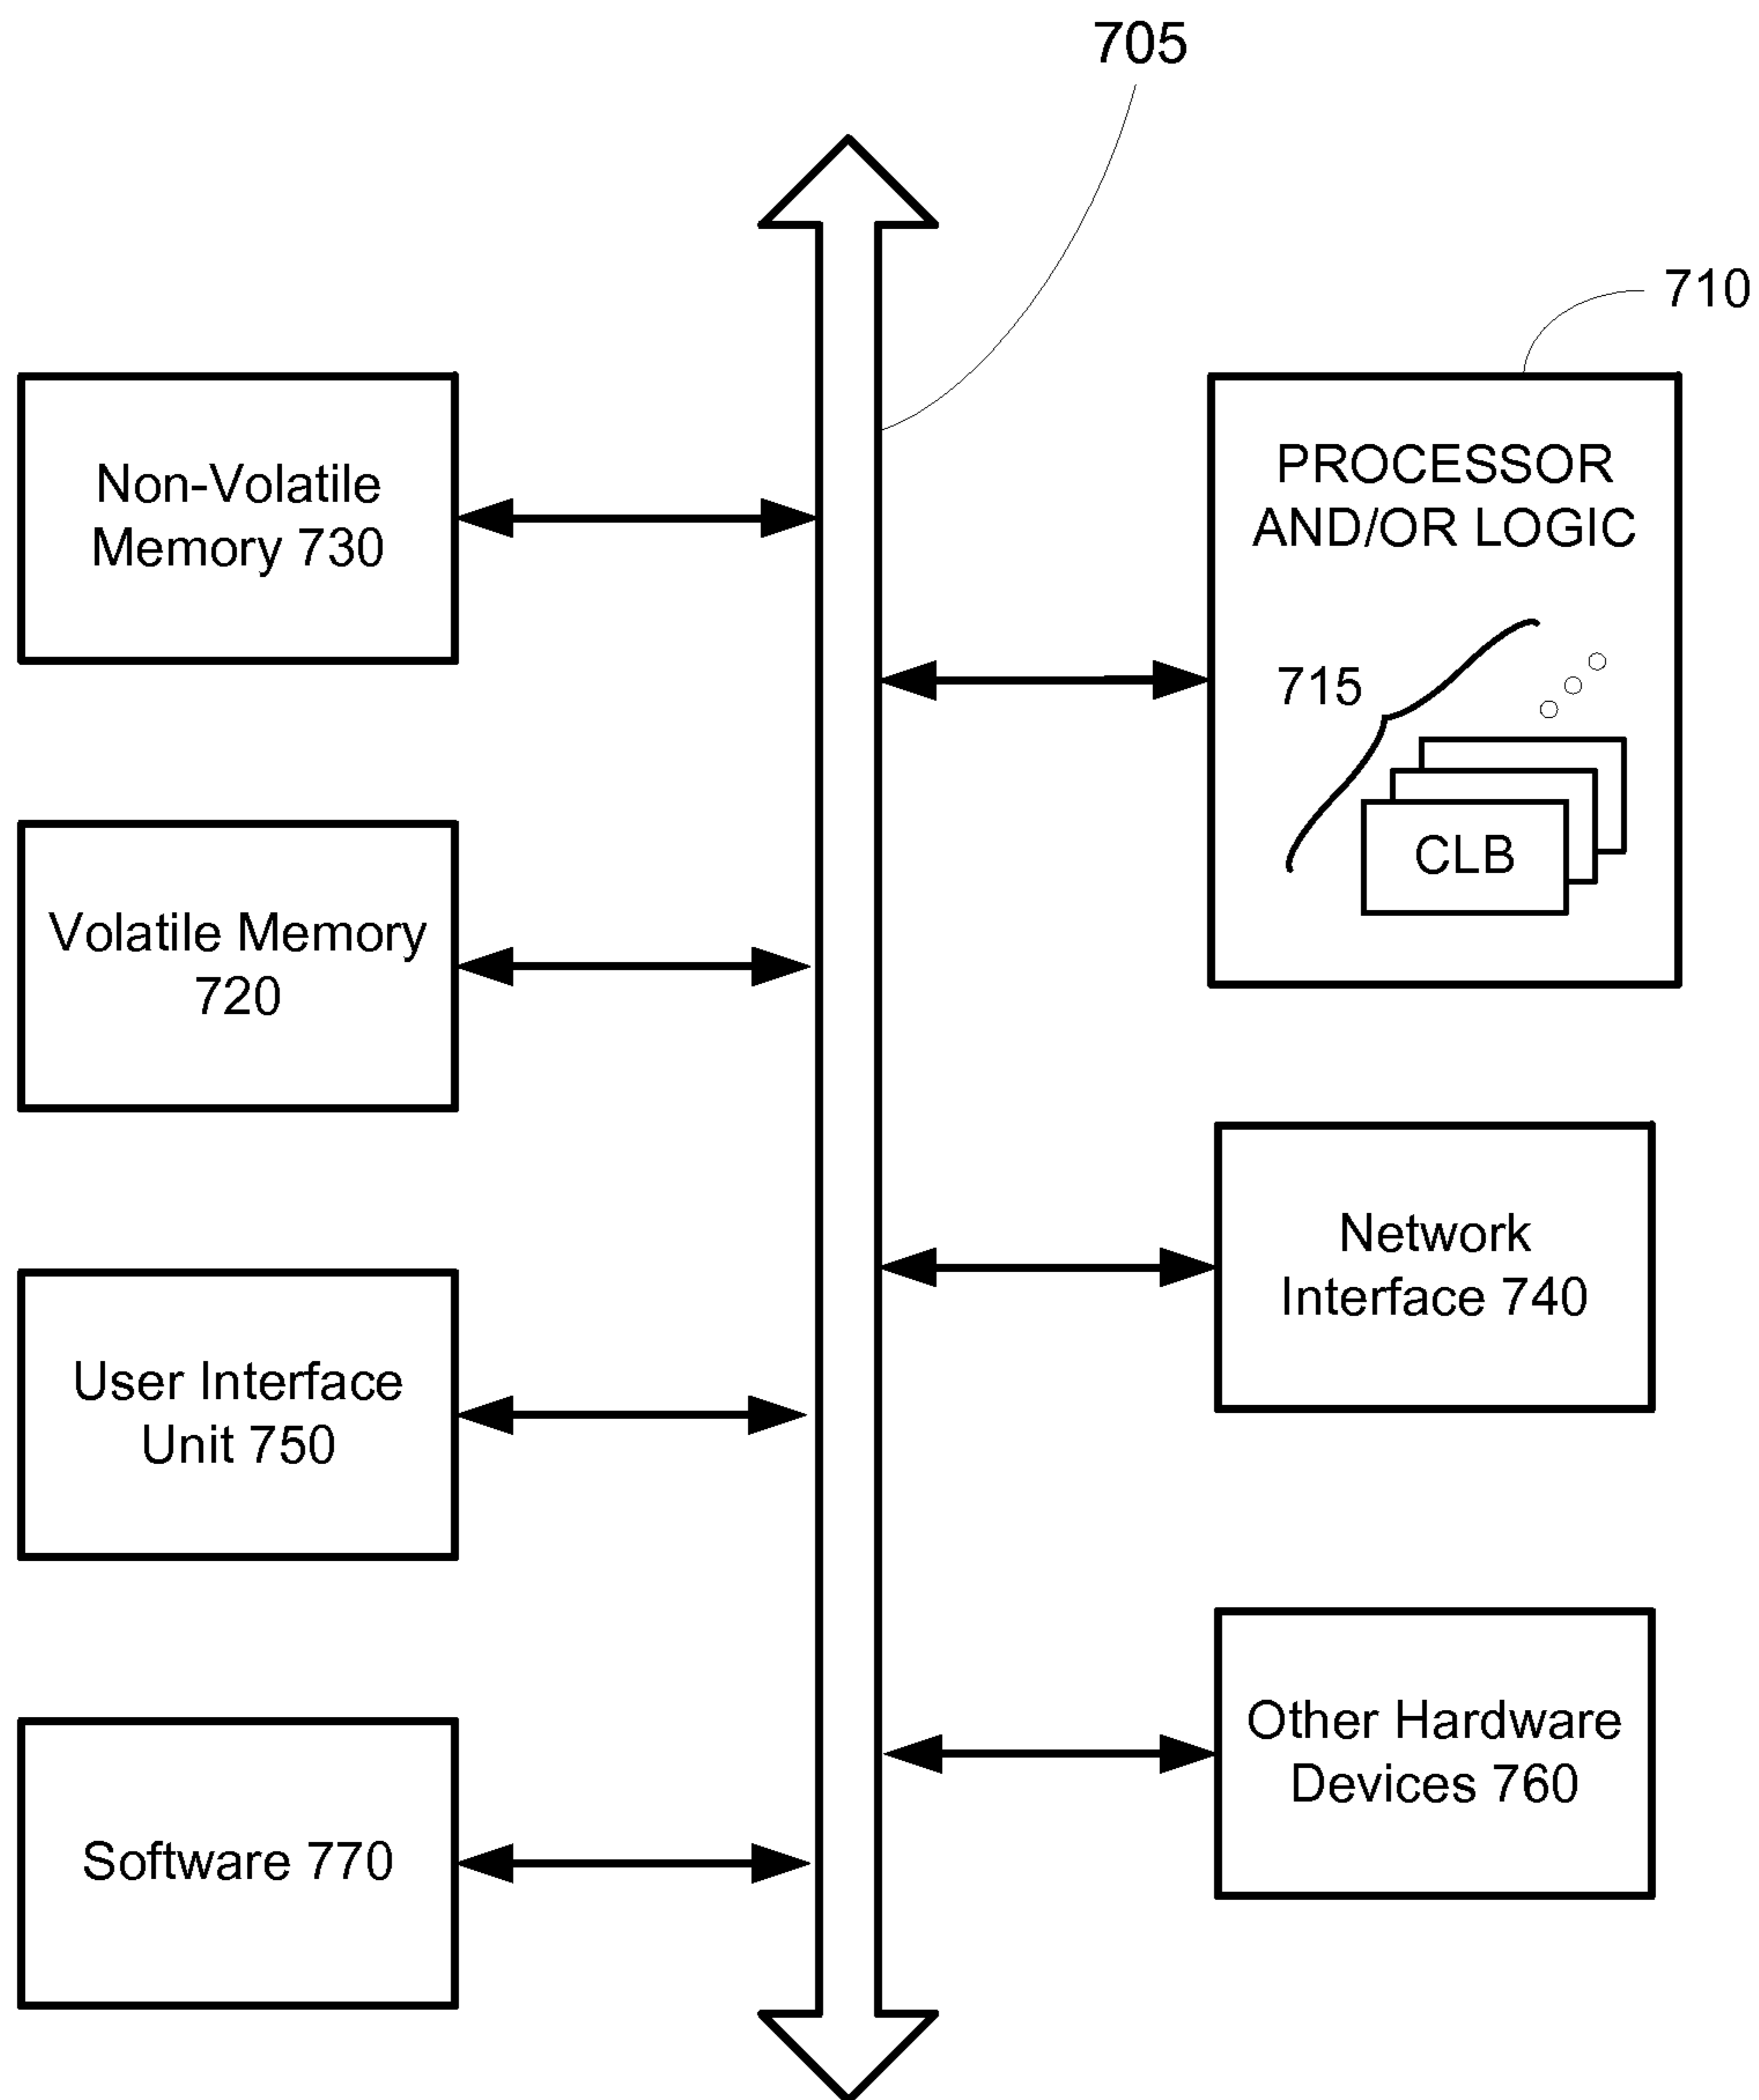 705
710
Non-Volatile
Memory 730
PROCESSOR
AND/OR LOGIC
715
CLB
Volatile Memory
720
Network
Interface 740
User Interface
Unit 750
Other Hardware
Devices 760
Software 770